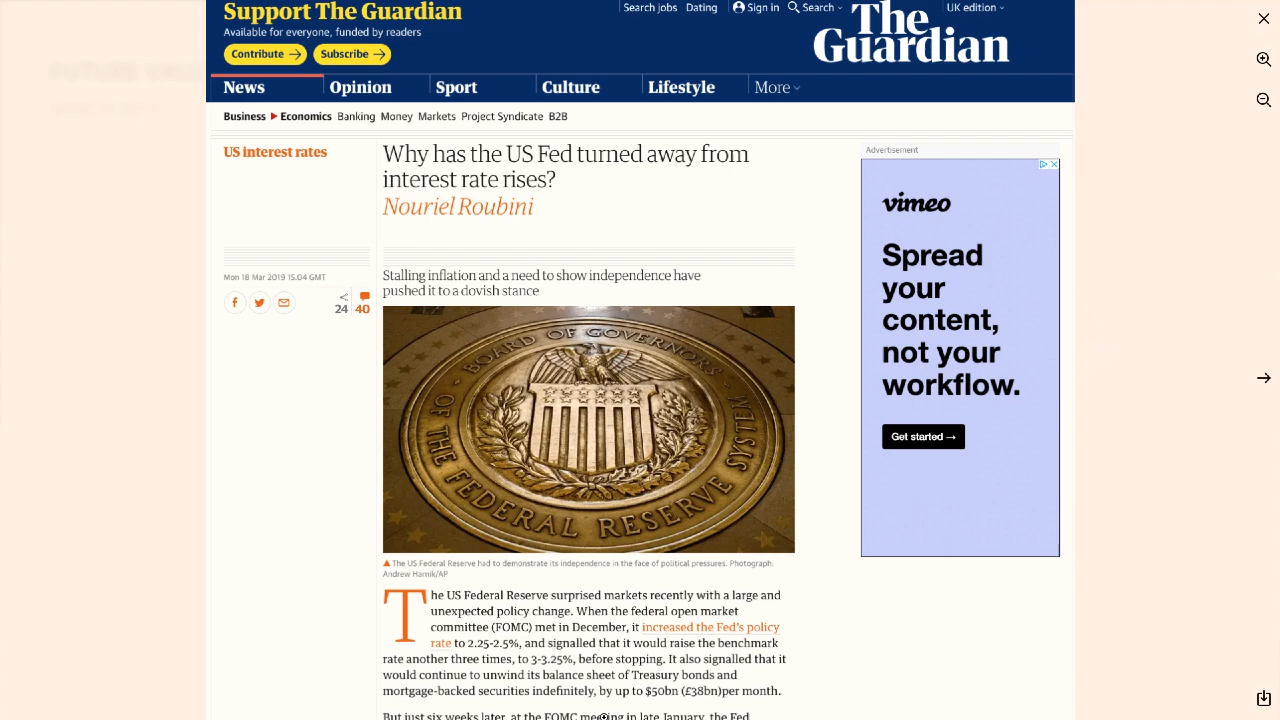 Support The Guardian
Available for everyone, funded by readers
Contribute →
Subscribe →
Search jobs
Dating
Sign in
Search
UK edition
The
Guardian
News
Opinion
Sport
Culture
Lifestyle
More
Business
Economics
Banking
Money
Markets
Project Syndicate
B2B
US interest rates
Why has the US Fed turned away from
interest rate rises?
Nouriel Roubini
Mon 18 Mar 2019 15.04 GMT
24
40
Stalling inflation and a need to show independence have
pushed it to a dovish stance
BOARD OF GOVERNORS
OF THE FEDERAL RESERVE SYSTEM
The US Federal Reserve had to demonstrate its independence in the face of political pressures. Photograph:
Andrew Harnik/AP
The US Federal Reserve surprised markets recently with a large and
unexpected policy change. When the federal open market
committee (FOMC) met in December, it increased the Fed's policy
rate to 2.25-2.5%, and signalled that it would raise the benchmark
rate another three times, to 3-3.25%, before stopping. It also signalled that it
would continue to unwind its balance sheet of Treasury bonds and
mortgage-backed securities indefinitely, by up to $50bn (£38bn)per month.
But just six weeks later, at the FOMC meeting in late January, the Fed
Advertisement
vimeo
Spread
your
content,
not your
workflow.
Get started →